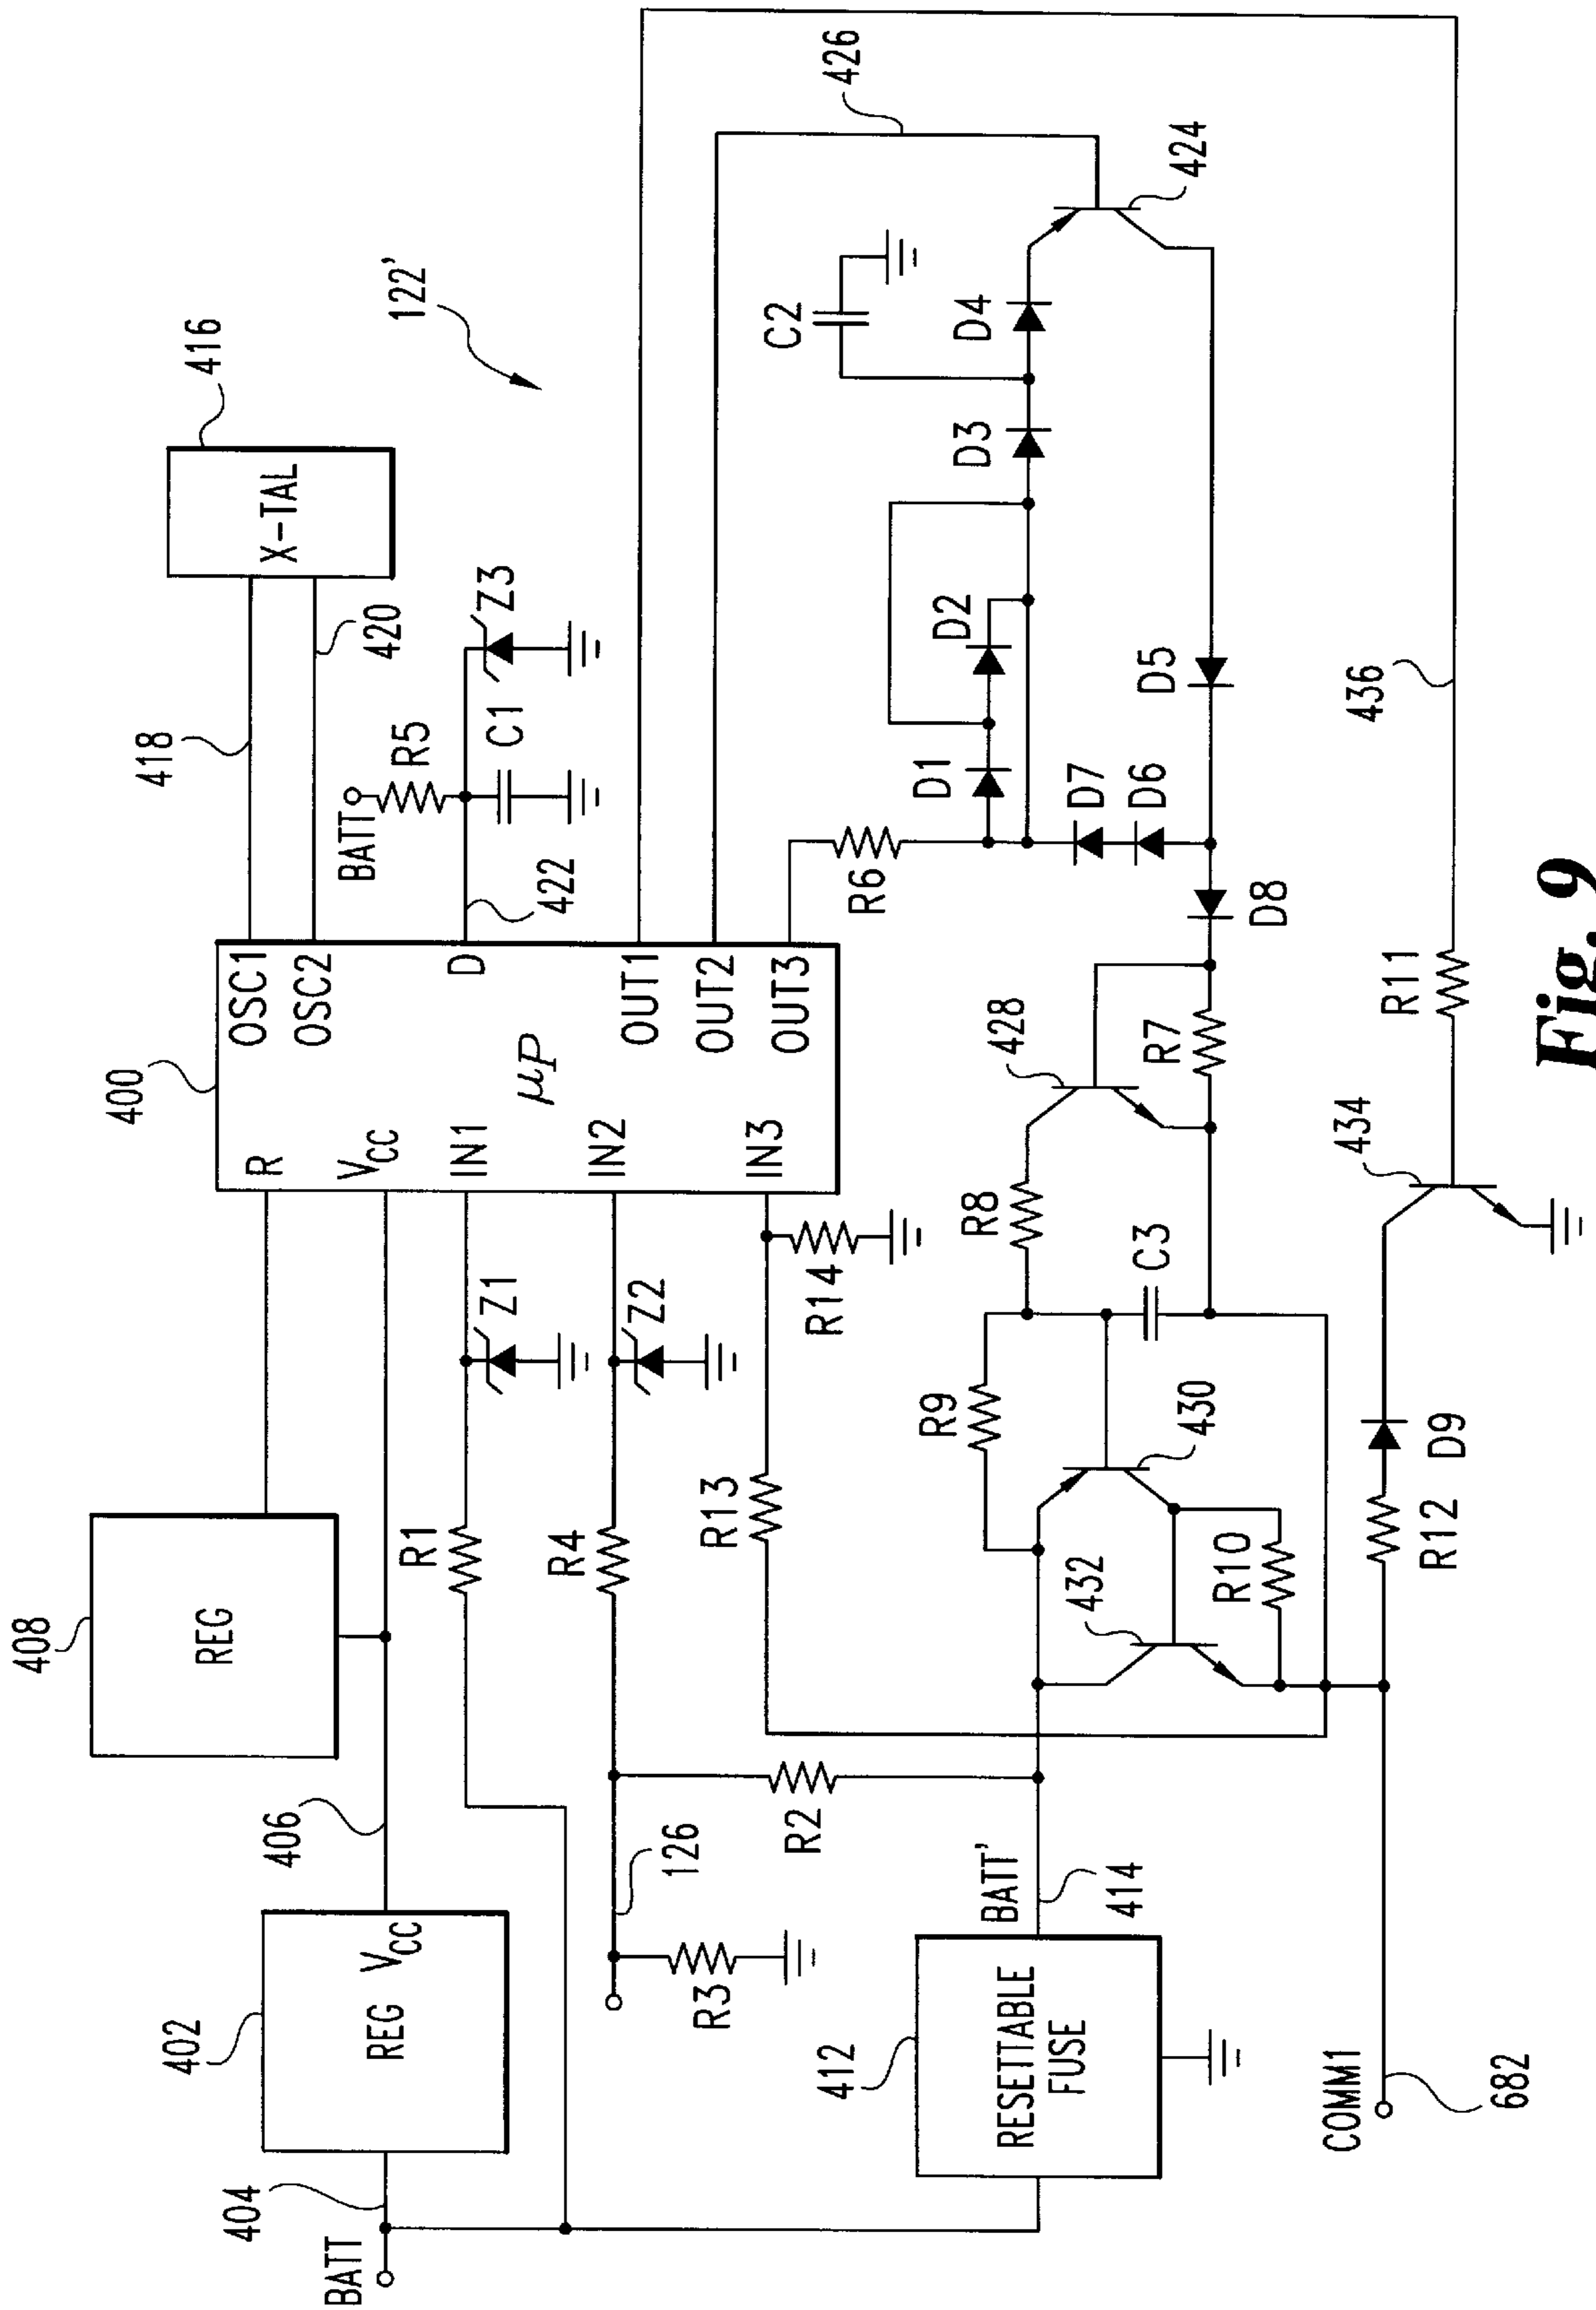 416
X-TAL
418
420
122'
426
BATT
R5
C1
Z3
422
C2
D4
424
D3
D2
D1
D7
D6
D5
436
R6
D8
400
OSC1
OSC2
D
OUT1
OUT2
OUT3
µP
R
VCC
IN1
IN2
IN3
408
REG
R1
Z1
R4
Z2
R14
R13
428
R7
R8
C3
R9
430
432
R10
R11
434
D9
R12
402
REG
VCC
404
406
BATT
126
R3
R2
412
RESETTABLE
FUSE
BATT'
414
COMM1
682
Fig. 9